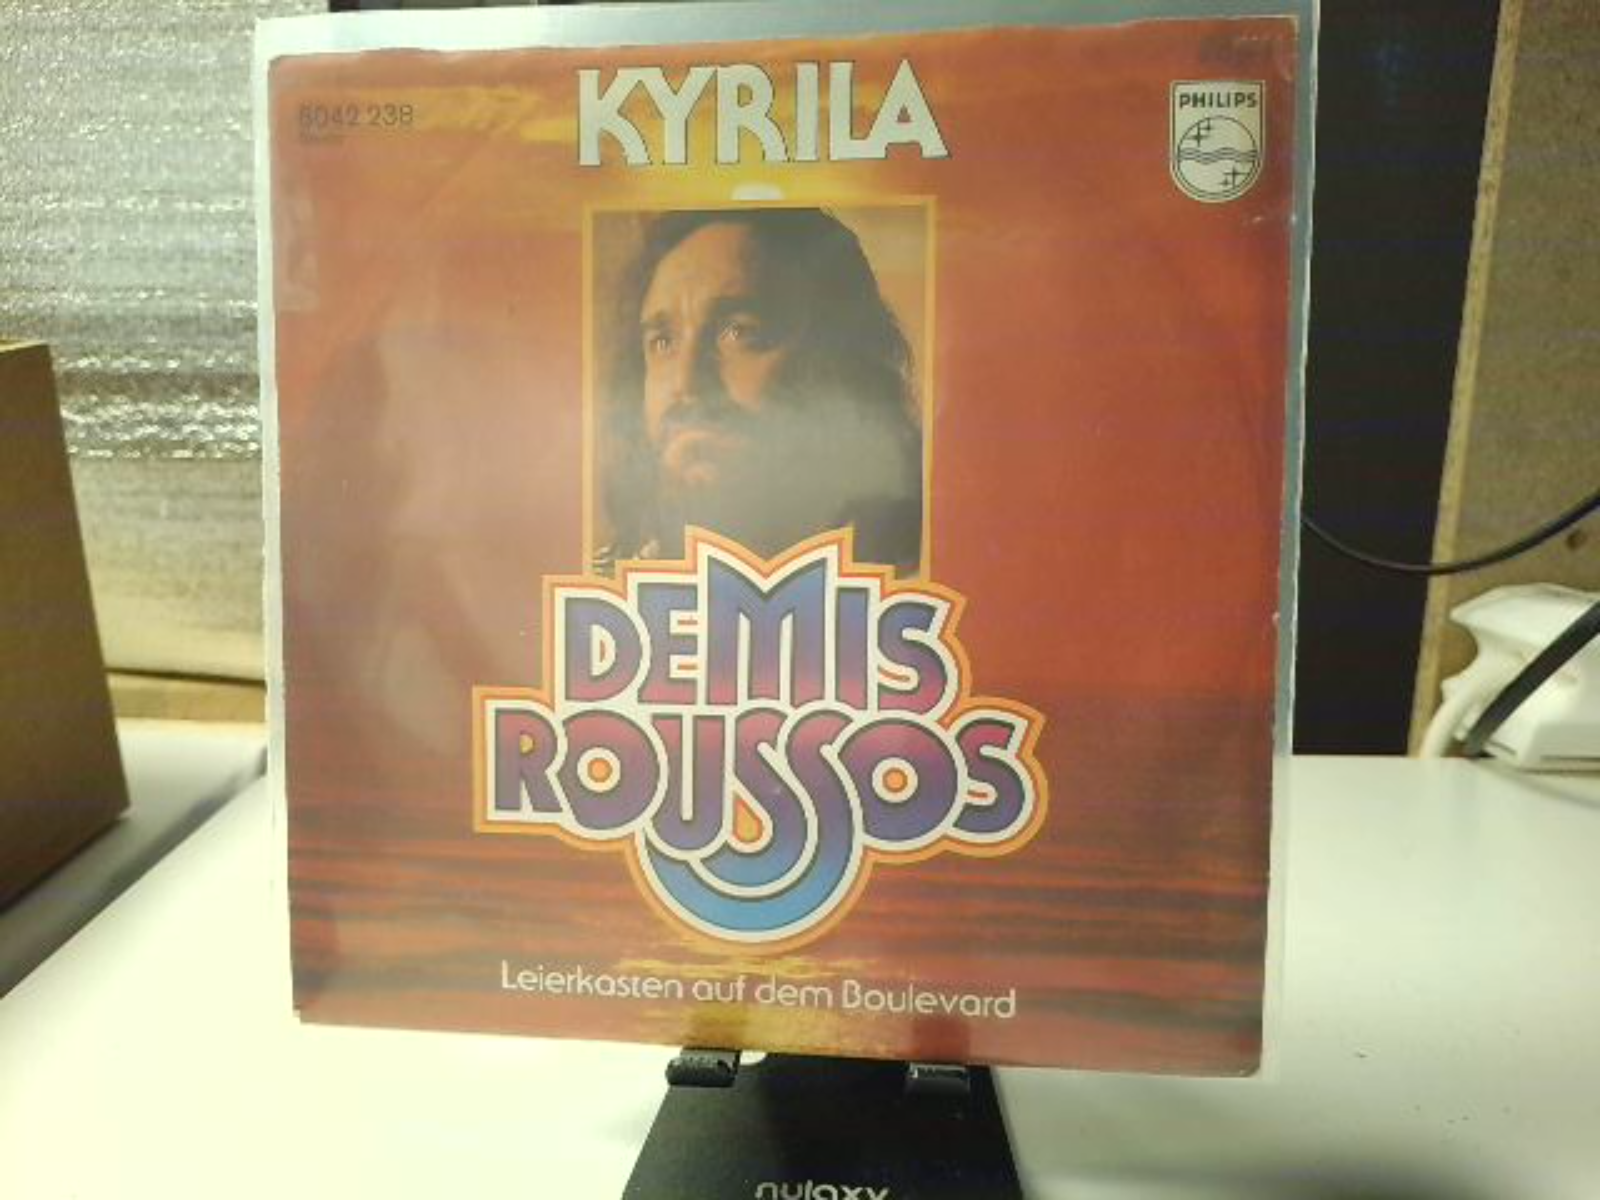 KYRILA
6042 238
PHILIPS
DEMIS
ROUSSOS
Leierkasten auf dem Boulevard
nulaxy